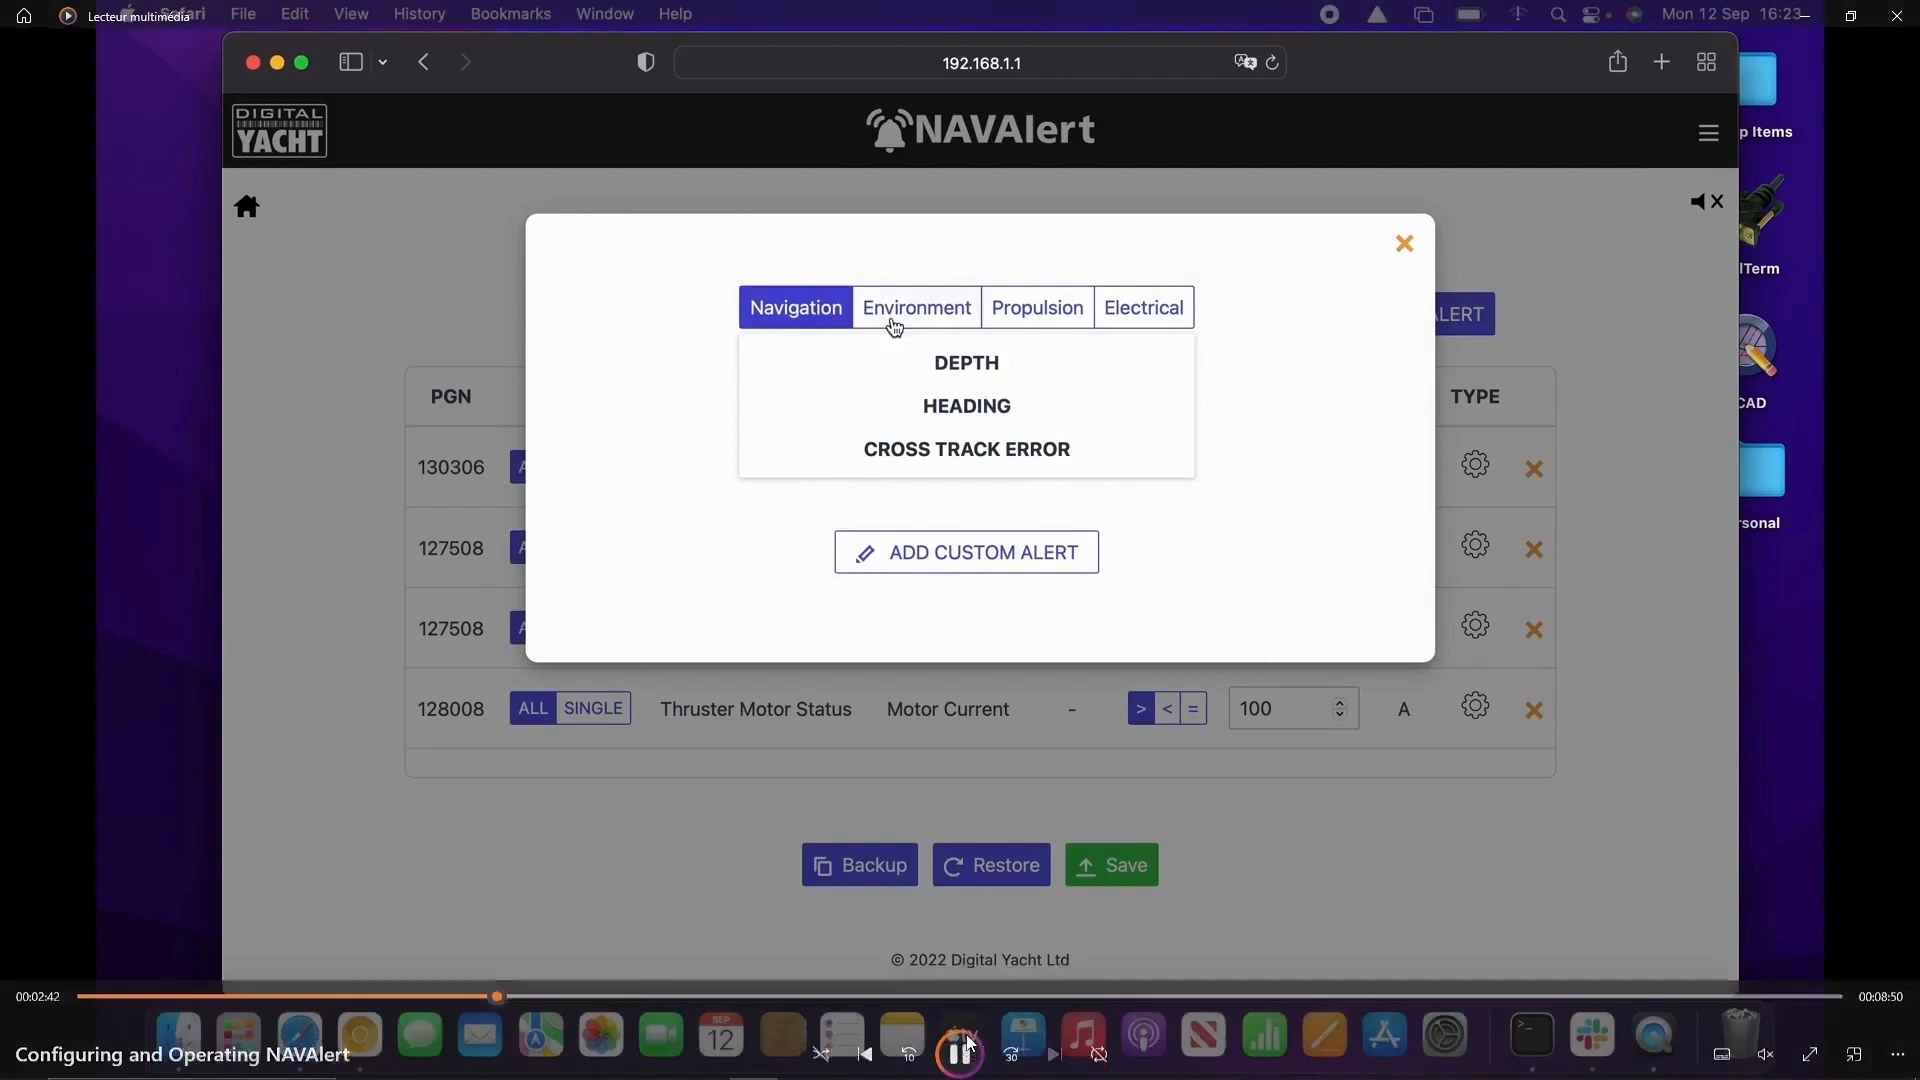 Lecteur multimédia
File Edit View History Bookmarks Window Help
Mon 12 Sep 16:23
192.168.1.1
DIGITAL
YACHT
NAVAlert
p Items
Navigation Environment Propulsion Electrical
DEPTH
HEADING
CROSS TRACK ERROR
ADD CUSTOM ALERT
LERT
lTerm
CAD
rsonal
PGN TYPE
130306 A
127508 A
127508 A
128008 ALL SINGLE Thruster Motor Status Motor Current - > < = 100 A
Backup Restore Save
© 2022 Digital Yacht Ltd
00:02:42 00:08:50
SEP
12
Configuring and Operating NAVAlert
10 30